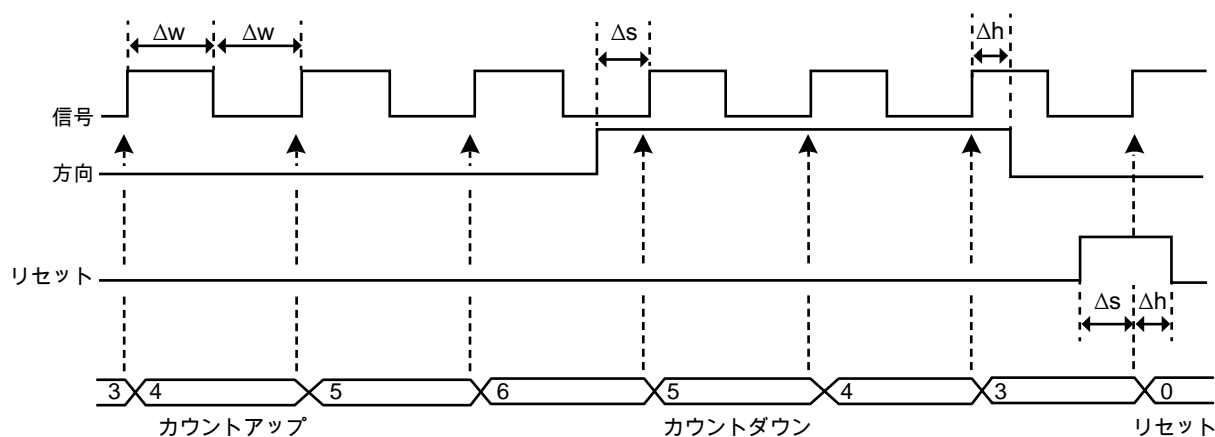 Δw Δw Δs Δh
信号
方向
リセット
Δs Δh
3 4 5 6 5 4 3 0
カウントアップ カウントダウン リセット